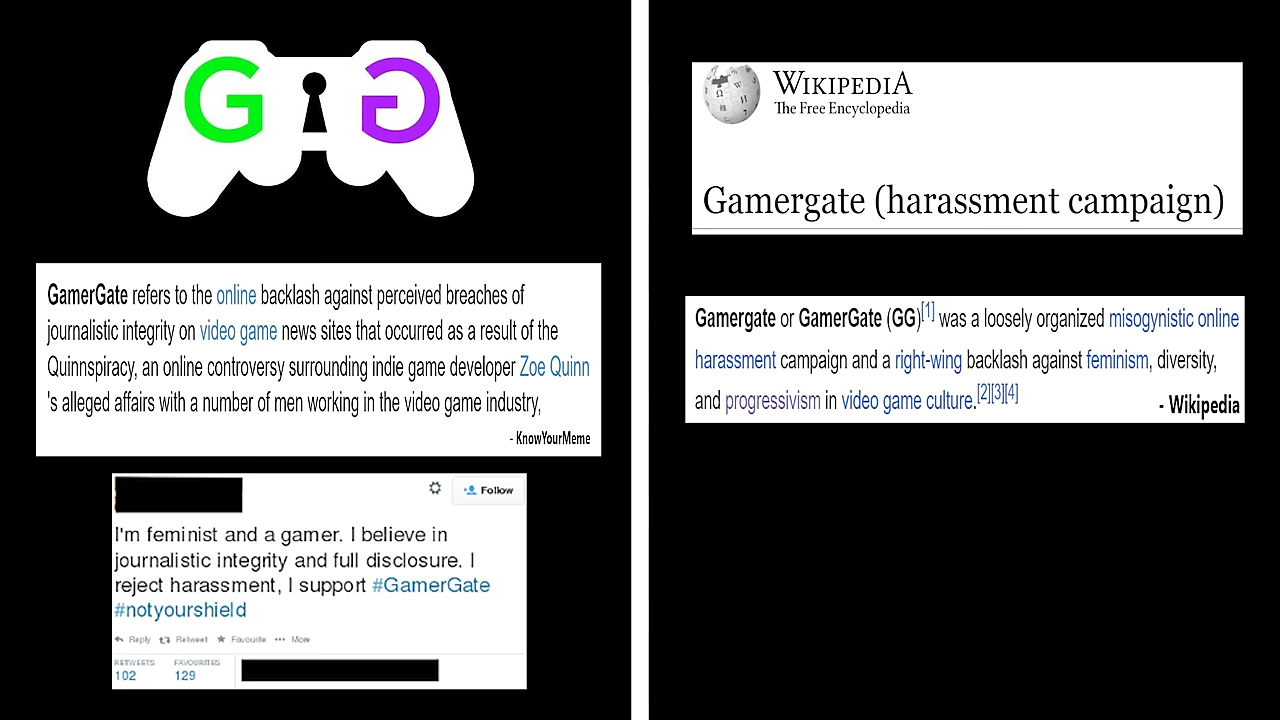 G G
GamerGate refers to the online backlash against perceived breaches of
journalistic integrity on video game news sites that occurred as a result of the
Quinnspiracy, an online controversy surrounding indie game developer Zoe Quinn
's alleged affairs with a number of men working in the video game industry,
- KnowYourMeme
Follow
I'm feminist and a gamer. I believe in
journalistic integrity and full disclosure. I
reject harassment, I support #GamerGate
#notyourshield
Reply Retweet Favourite More
RETWEETS FAVOURITES
102 129
WIKIPEDIA
The Free Encyclopedia
Gamergate (harassment campaign)
Gamergate or GamerGate (GG)[1] was a loosely organized misogynistic online
harassment campaign and a right-wing backlash against feminism, diversity,
and progressivism in video game culture.[2][3][4]
- Wikipedia